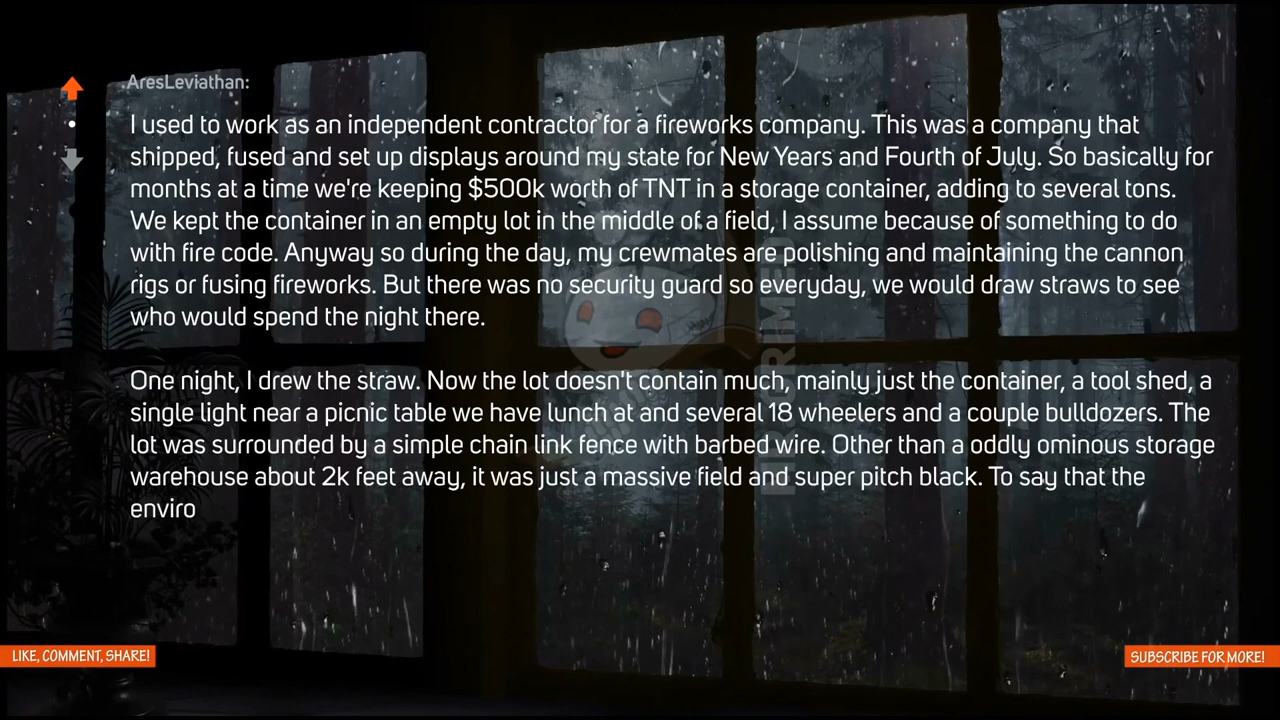 .AresLeviathan:
I used to work as an independent contractor for a fireworks company. This was a company that
shipped, fused and set up displays around my state for New Years and Fourth of July. So basically for
months at a time we're keeping $500k worth of TNT in a storage container, adding to several tons.
We kept the container in an empty lot in the middle of a field, I assume because of something to do
with fire code. Anyway so during the day, my crewmates are polishing and maintaining the cannon
rigs or fusing fireworks. But there was no security guard so everyday, we would draw straws to see
who would spend the night there.
One night, I drew the straw. Now the lot doesn't contain much, mainly just the container, a tool shed, a
single light near a picnic table we have lunch at and several 18 wheelers and a couple bulldozers. The
lot was surrounded by a simple chain link fence with barbed wire. Other than a oddly ominous storage
warehouse about 2k feet away, it was just a massive field and super pitch black. To say that the
enviro
LIKE, COMMENT, SHARE!
SUBSCRIBE FOR MORE!